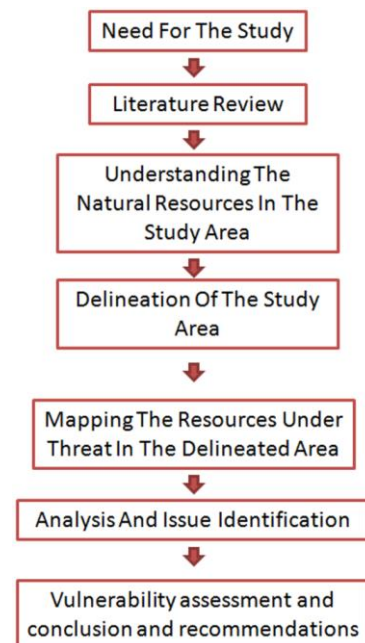 Need For The Study
Literature Review
Understanding The
Natural Resources In The
Study Area
Delineation Of The Study
Area
Mapping The Resources Under
Threat In The Delineated Area
Analysis And Issue Identification
Vulnerability assessment and
conclusion and recommendations